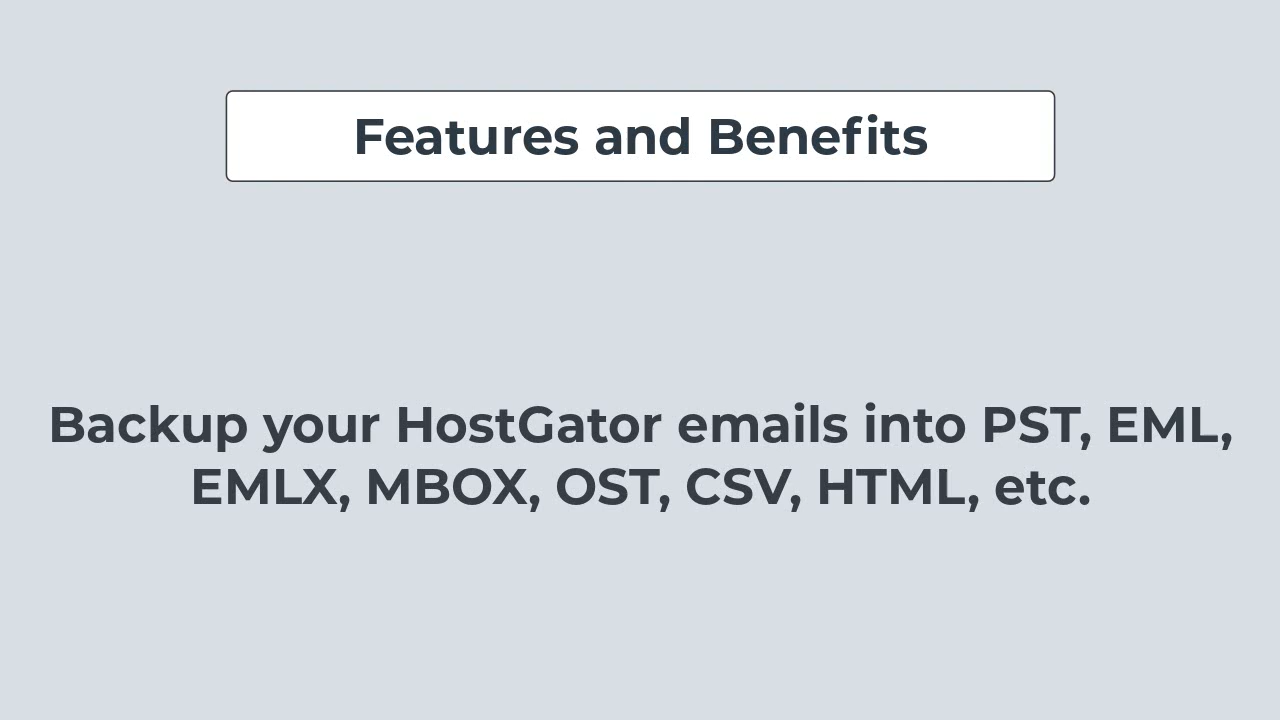 Features and Benefits
Backup your HostGator emails into PST, EML,
EMLX, MBOX, OST, CSV, HTML, etc.